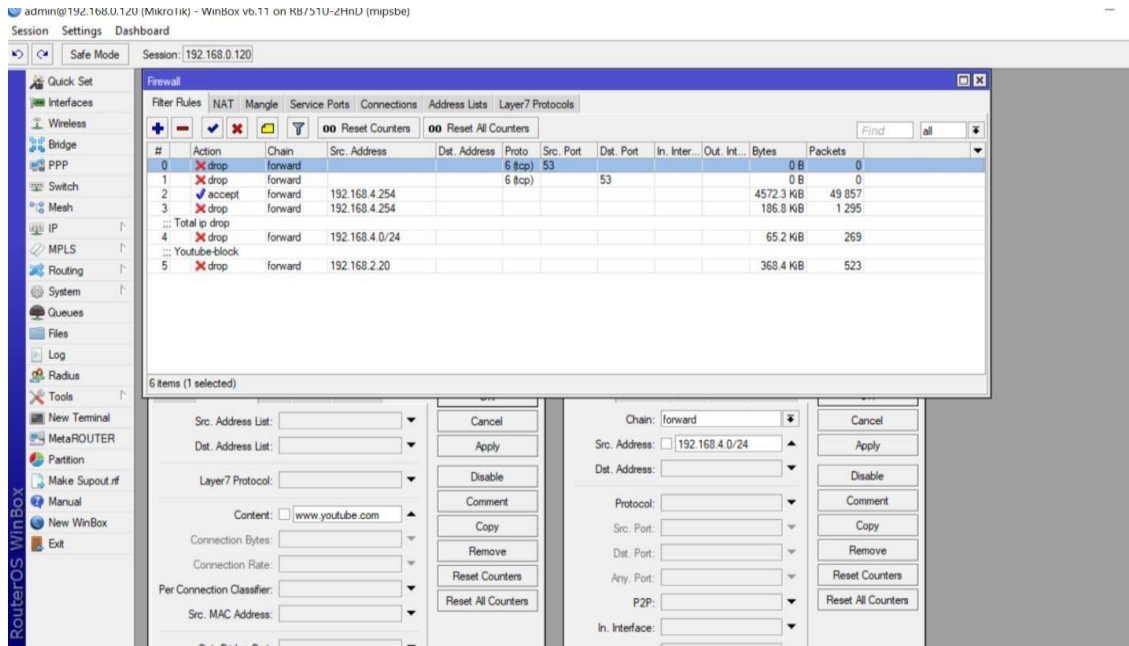 admin@192.168.0.120 (MikroTik) - WinBox v6.11 on RB751U-2HnD (mipsbe)
Session Settings Dashboard
Safe Mode Session: 192.168.0.120
Quick Set
Interfaces
Wireless
Bridge
PPP
Switch
Mesh
IP
MPLS
Routing
System
Queues
Files
Log
Radius
Tools
New Terminal
MetaROUTER
Partition
Make Supout.rif
Manual
New WinBox
Exit
RouterOS WinBox
Firewall
Filter Rules NAT Mangle Service Ports Connections Address Lists Layer7 Protocols
00 Reset Counters 00 Reset All Counters Find all
# Action Chain Src. Address Dst. Address Proto Src. Port Dst. Port In. Inter... Out. Int... Bytes Packets
0 drop forward 6 (tcp) 53 0 B 0
1 drop forward 6 (tcp) 53 0 B 0
2 accept forward 192.168.4.254 4572.3 KiB 49 857
3 drop forward 192.168.4.254 186.8 KiB 1 295
::: Total ip drop
4 drop forward 192.168.4.0/24 65.2 KiB 269
::: Youtube-block
5 drop forward 192.168.2.20 368.4 KiB 523
6 items (1 selected)
Src. Address List:
Dst. Address List:
Layer7 Protocol:
Content: www.youtube.com
Connection Bytes:
Connection Rate:
Per Connection Classifier:
Src. MAC Address:
Cancel
Apply
Disable
Comment
Copy
Remove
Reset Counters
Reset All Counters
Chain: forward
Src. Address: 192.168.4.0/24
Dst. Address:
Protocol:
Src. Port:
Dst. Port:
Any. Port:
P2P:
In. Interface:
Cancel
Apply
Disable
Comment
Copy
Remove
Reset Counters
Reset All Counters